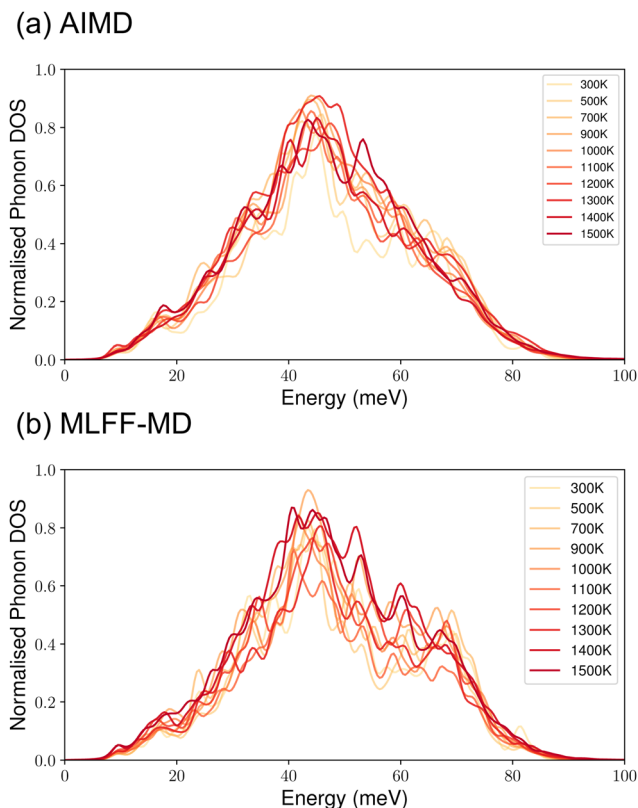 (a) AIMD
1.0
0.8
0.6
0.4
0.2
0.0
Normalised Phonon DOS
300K
500K
700K
900K
1000K
1100K
1200K
1300K
1400K
1500K
0 20 40 60 80 100
Energy (meV)
(b) MLFF-MD
1.0
0.8
0.6
0.4
0.2
0.0
Normalised Phonon DOS
300K
500K
700K
900K
1000K
1100K
1200K
1300K
1400K
1500K
0 20 40 60 80 100
Energy (meV)